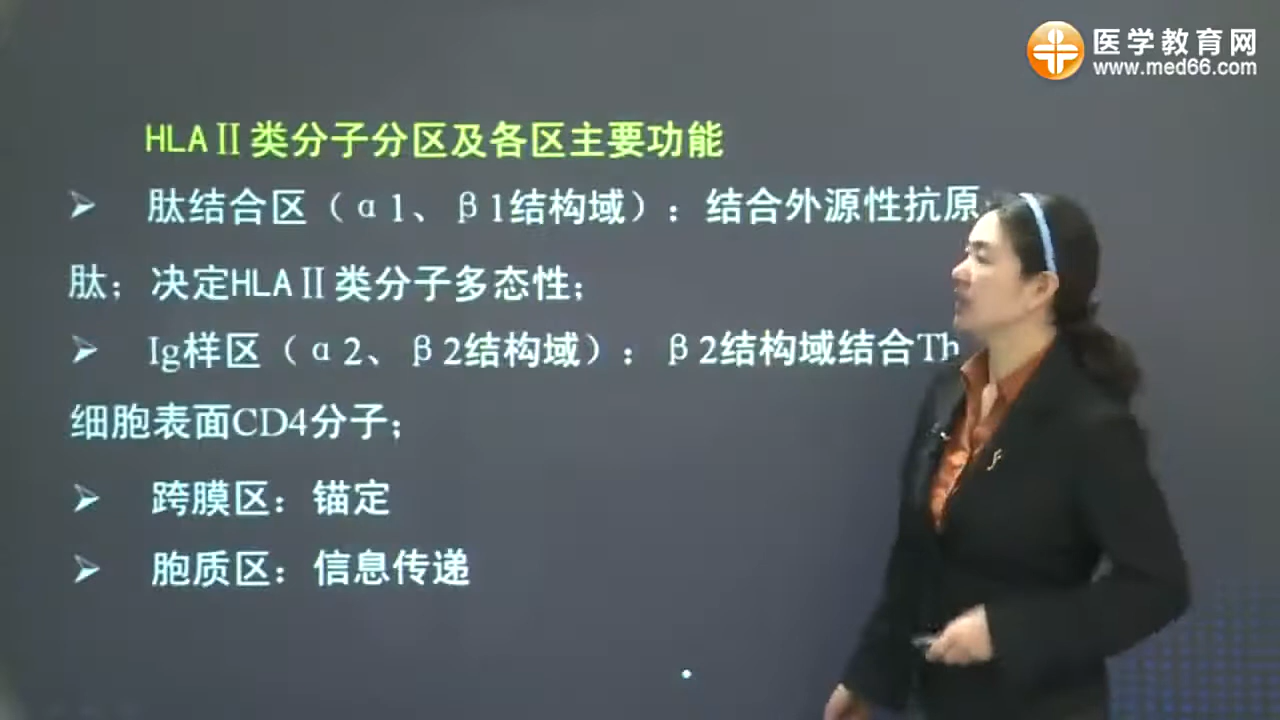 医学教育网
www.med66.com
HLAⅡ类分子分区及各区主要功能
➢ 肽结合区（α1、β1结构域）：结合外源性抗原
肽；决定HLAⅡ类分子多态性；
➢ Ig样区（α2、β2结构域）：β2结构域结合Th
细胞表面CD4分子；
➢ 跨膜区：锚定
➢ 胞质区：信息传递